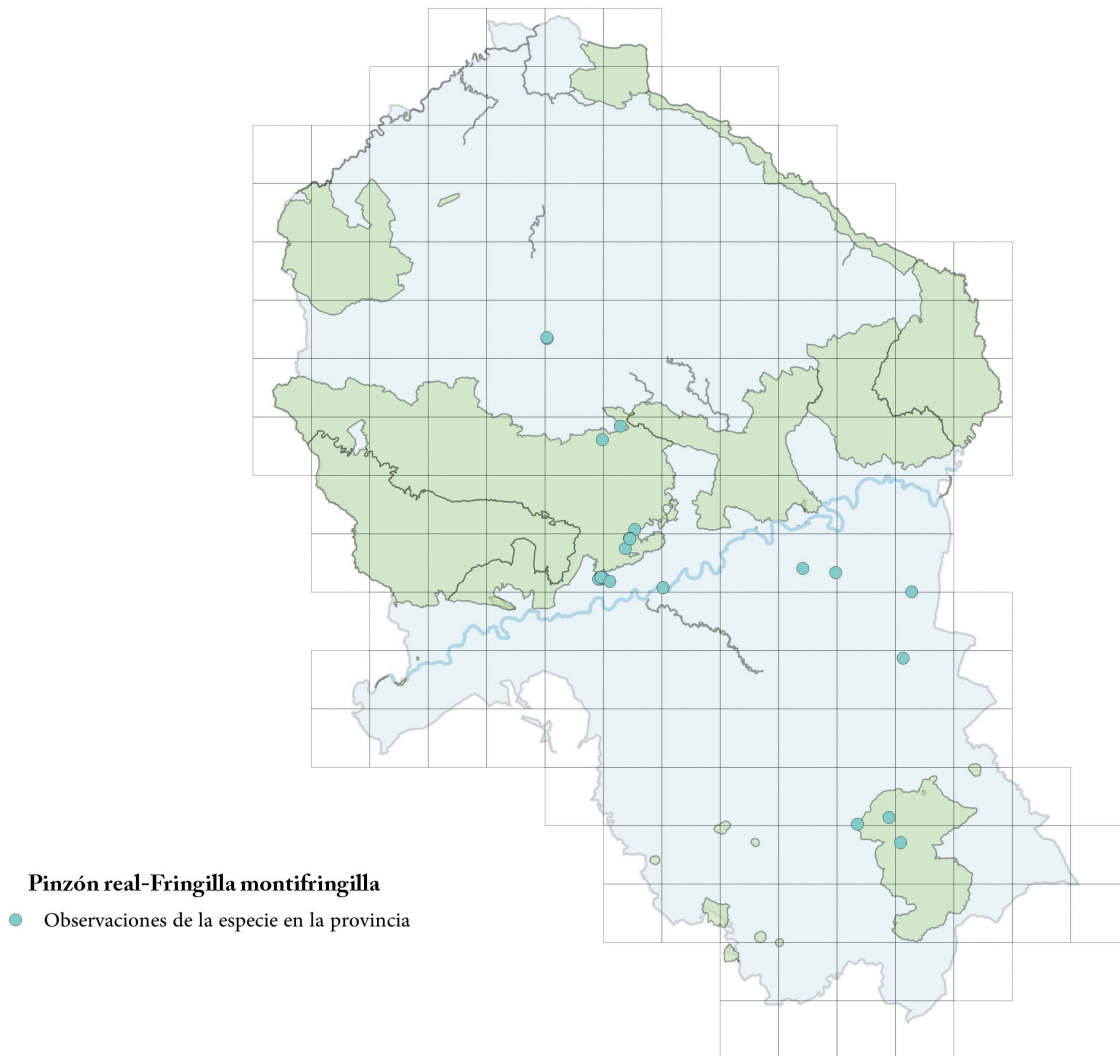 Pinzón real-Fringilla montifringilla
Observaciones de la especie en la provincia